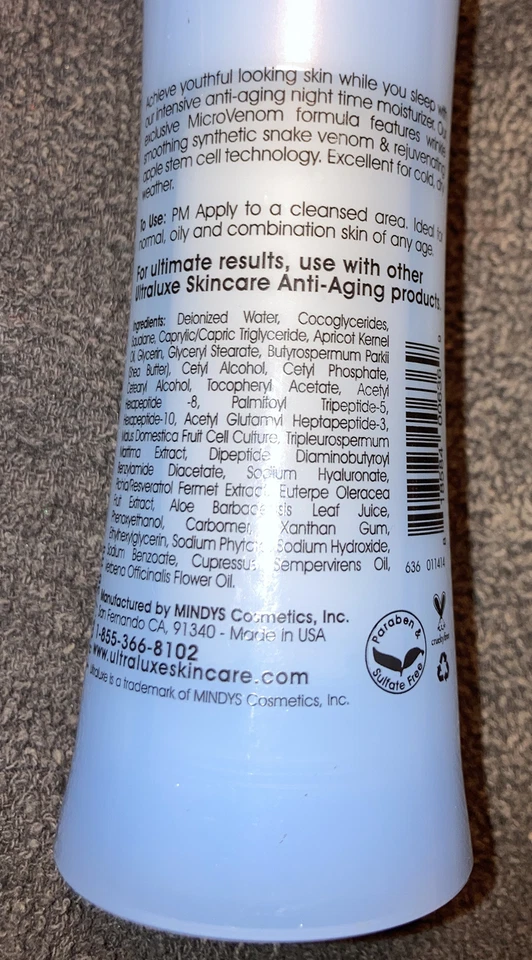 Achieve youthful looking skin while you sleep with
our intensive anti-aging night time moisturizer. Our
exclusive MicroVenom formula features wrinkle
smoothing synthetic snake venom & rejuvenating
apple stem cell technology. Excellent for cold, dry
weather.
To Use: PM Apply to a cleansed area. Ideal for
normal, oily and combination skin of any age.
For ultimate results, use with other
Ultraluxe Skincare Anti-Aging products.
Ingredients: Deionized Water, Cocoglycerides,
Squalane, Caprylic/Capric Triglyceride, Apricot Kernel
Oil, Glycerin, Glyceryl Stearate, Butyrospermum Parkii
(Shea Butter), Cetyl Alcohol, Cetyl Phosphate,
Cetearyl Alcohol, Tocopheryl Acetate, Acetyl
Hexapeptide -8, Palmitoyl Tripeptide-5,
Hexapeptide-10, Acetyl Glutamyl Heptapeptide-3,
Malus Domestica Fruit Cell Culture, Tripleurospermum
Maritima Extract, Dipeptide Diaminobutyroyl
Benzylamide Diacetate, Sodium Hyaluronate,
Fermet Extract, Euterpe Oleracea
Fruit Extract, Aloe Barbadensis Leaf Juice,
Phenoxyethanol, Carbomer, Xanthan Gum,
Ethylhexylglycerin, Sodium Phytate, Sodium Hydroxide,
Sodium Benzoate, Cupressus Sempervirens Oil,
Verbena Officinalis Flower Oil.
636 011414
Manufactured by MINDYS Cosmetics, Inc.
San Fernando CA, 91340 - Made in USA
1-855-366-8102
www.ultraluxeskincare.com
Ultraluxe is a trademark of MINDYS Cosmetics, Inc.
Paraben &
Sulfate Free
cruelty free